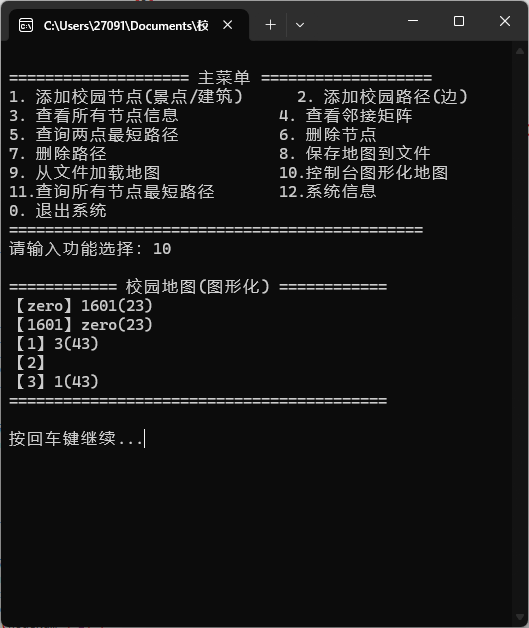 C:\Users\27091\Documents\校
==================== 主菜单 ===================
1. 添加校园节点(景点/建筑) 2. 添加校园路径(边)
3. 查看所有节点信息 4. 查看邻接矩阵
5. 查询两点最短路径 6. 删除节点
7. 删除路径 8. 保存地图到文件
9. 从文件加载地图 10.控制台图形化地图
11.查询所有节点最短路径 12.系统信息
0. 退出系统
==============================================
请输入功能选择: 10
============ 校园地图(图形化) ============
【zero】1601(23)
【1601】zero(23)
【1】3(43)
【2】
【3】1(43)
==========================================
按回车键继续...